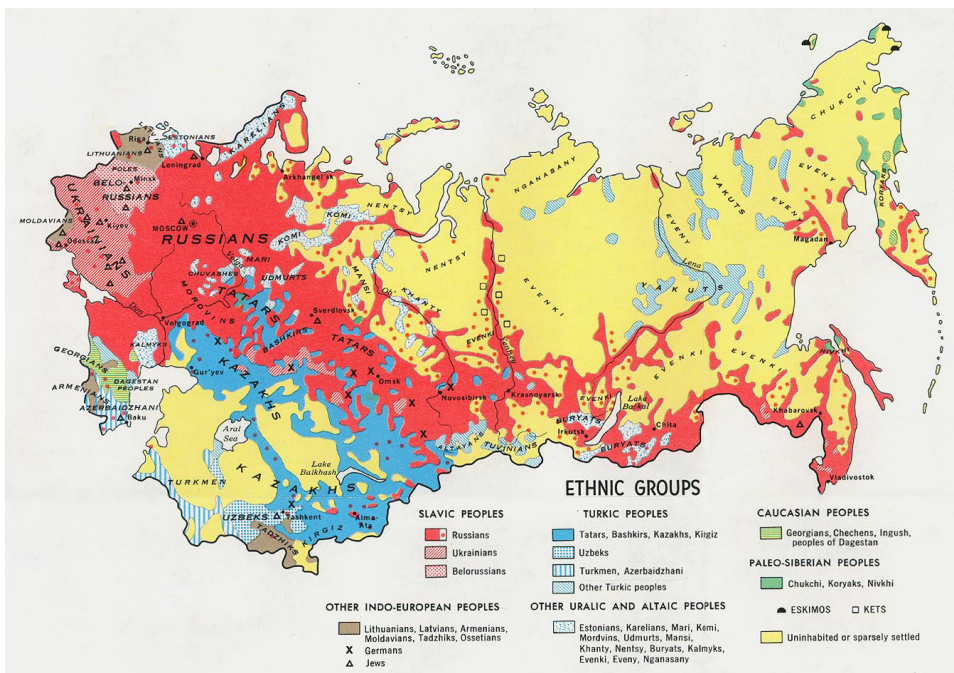 ESKIMOS
CHUKCHI
KORYAKS
EVENY
YAKUTS
EVENY
EVENY
Magadan
NGANASANY
KARELIANS
LATVIANS
ESTONIANS
Riga
LITHUANIANS
Leningrad
POLES
Minsk
BELO-
RUSSIANS
Arkhangel'sk
NENTSY
KOMI
KOMI
UKRAINIANS
MOLDAVIANS
Kiyev
Odessa
MOSCOW
RUSSIANS
NENTSY
MANSI
Ob'
KHANTY
EVENKI
Lena
YAKUTS
MARI
CHUVASHES
UDMURTS
MORDVINS
TATARS
Sverdlovsk
BASHKIRS
TATARS
EVENKI
EVENKI
EVENKI
NIVKHI
Don
Volgograd
KALMYKS
GEORGIANS
DAGESTAN
PEOPLES
ARMENIANS
AZERBAIDZHANI
Baku
Gur'yev
KAZAKHS
Omsk
Novosibirsk
Krasnoyarsk
EVENKI
Lake
Baikal
BURYATS
Irkutsk
BURYATS
Chita
Khabarovsk
Vladivostok
ALTAYANS
TUVINIANS
Aral
Sea
Lake
Balkhash
KAZAKHS
TURKMEN
UZBEKS
Tashkent
TADZHIKS
KIRGIZ
Alma-
Ata
ETHNIC GROUPS
SLAVIC PEOPLES
Russians
Ukrainians
Belorussians
TURKIC PEOPLES
Tatars, Bashkirs, Kazakhs, Kirgiz
Uzbeks
Turkmen, Azerbaidzhani
Other Turkic peoples
CAUCASIAN PEOPLES
Georgians, Chechens, Ingush,
peoples of Dagestan
PALEO-SIBERIAN PEOPLES
Chukchi, Koryaks, Nivkhi
ESKIMOS
KETS
Uninhabited or sparsely settled
OTHER INDO-EUROPEAN PEOPLES
Lithuanians, Latvians, Armenians,
Moldavians, Tadzhiks, Ossetians
X Germans
Jews
OTHER URALIC AND ALTAIC PEOPLES
Estonians, Karelians, Mari, Komi,
Mordvins, Udmurts, Mansi,
Khanty, Nentsy, Buryats, Kalmyks,
Evenki, Eveny, Nganasany